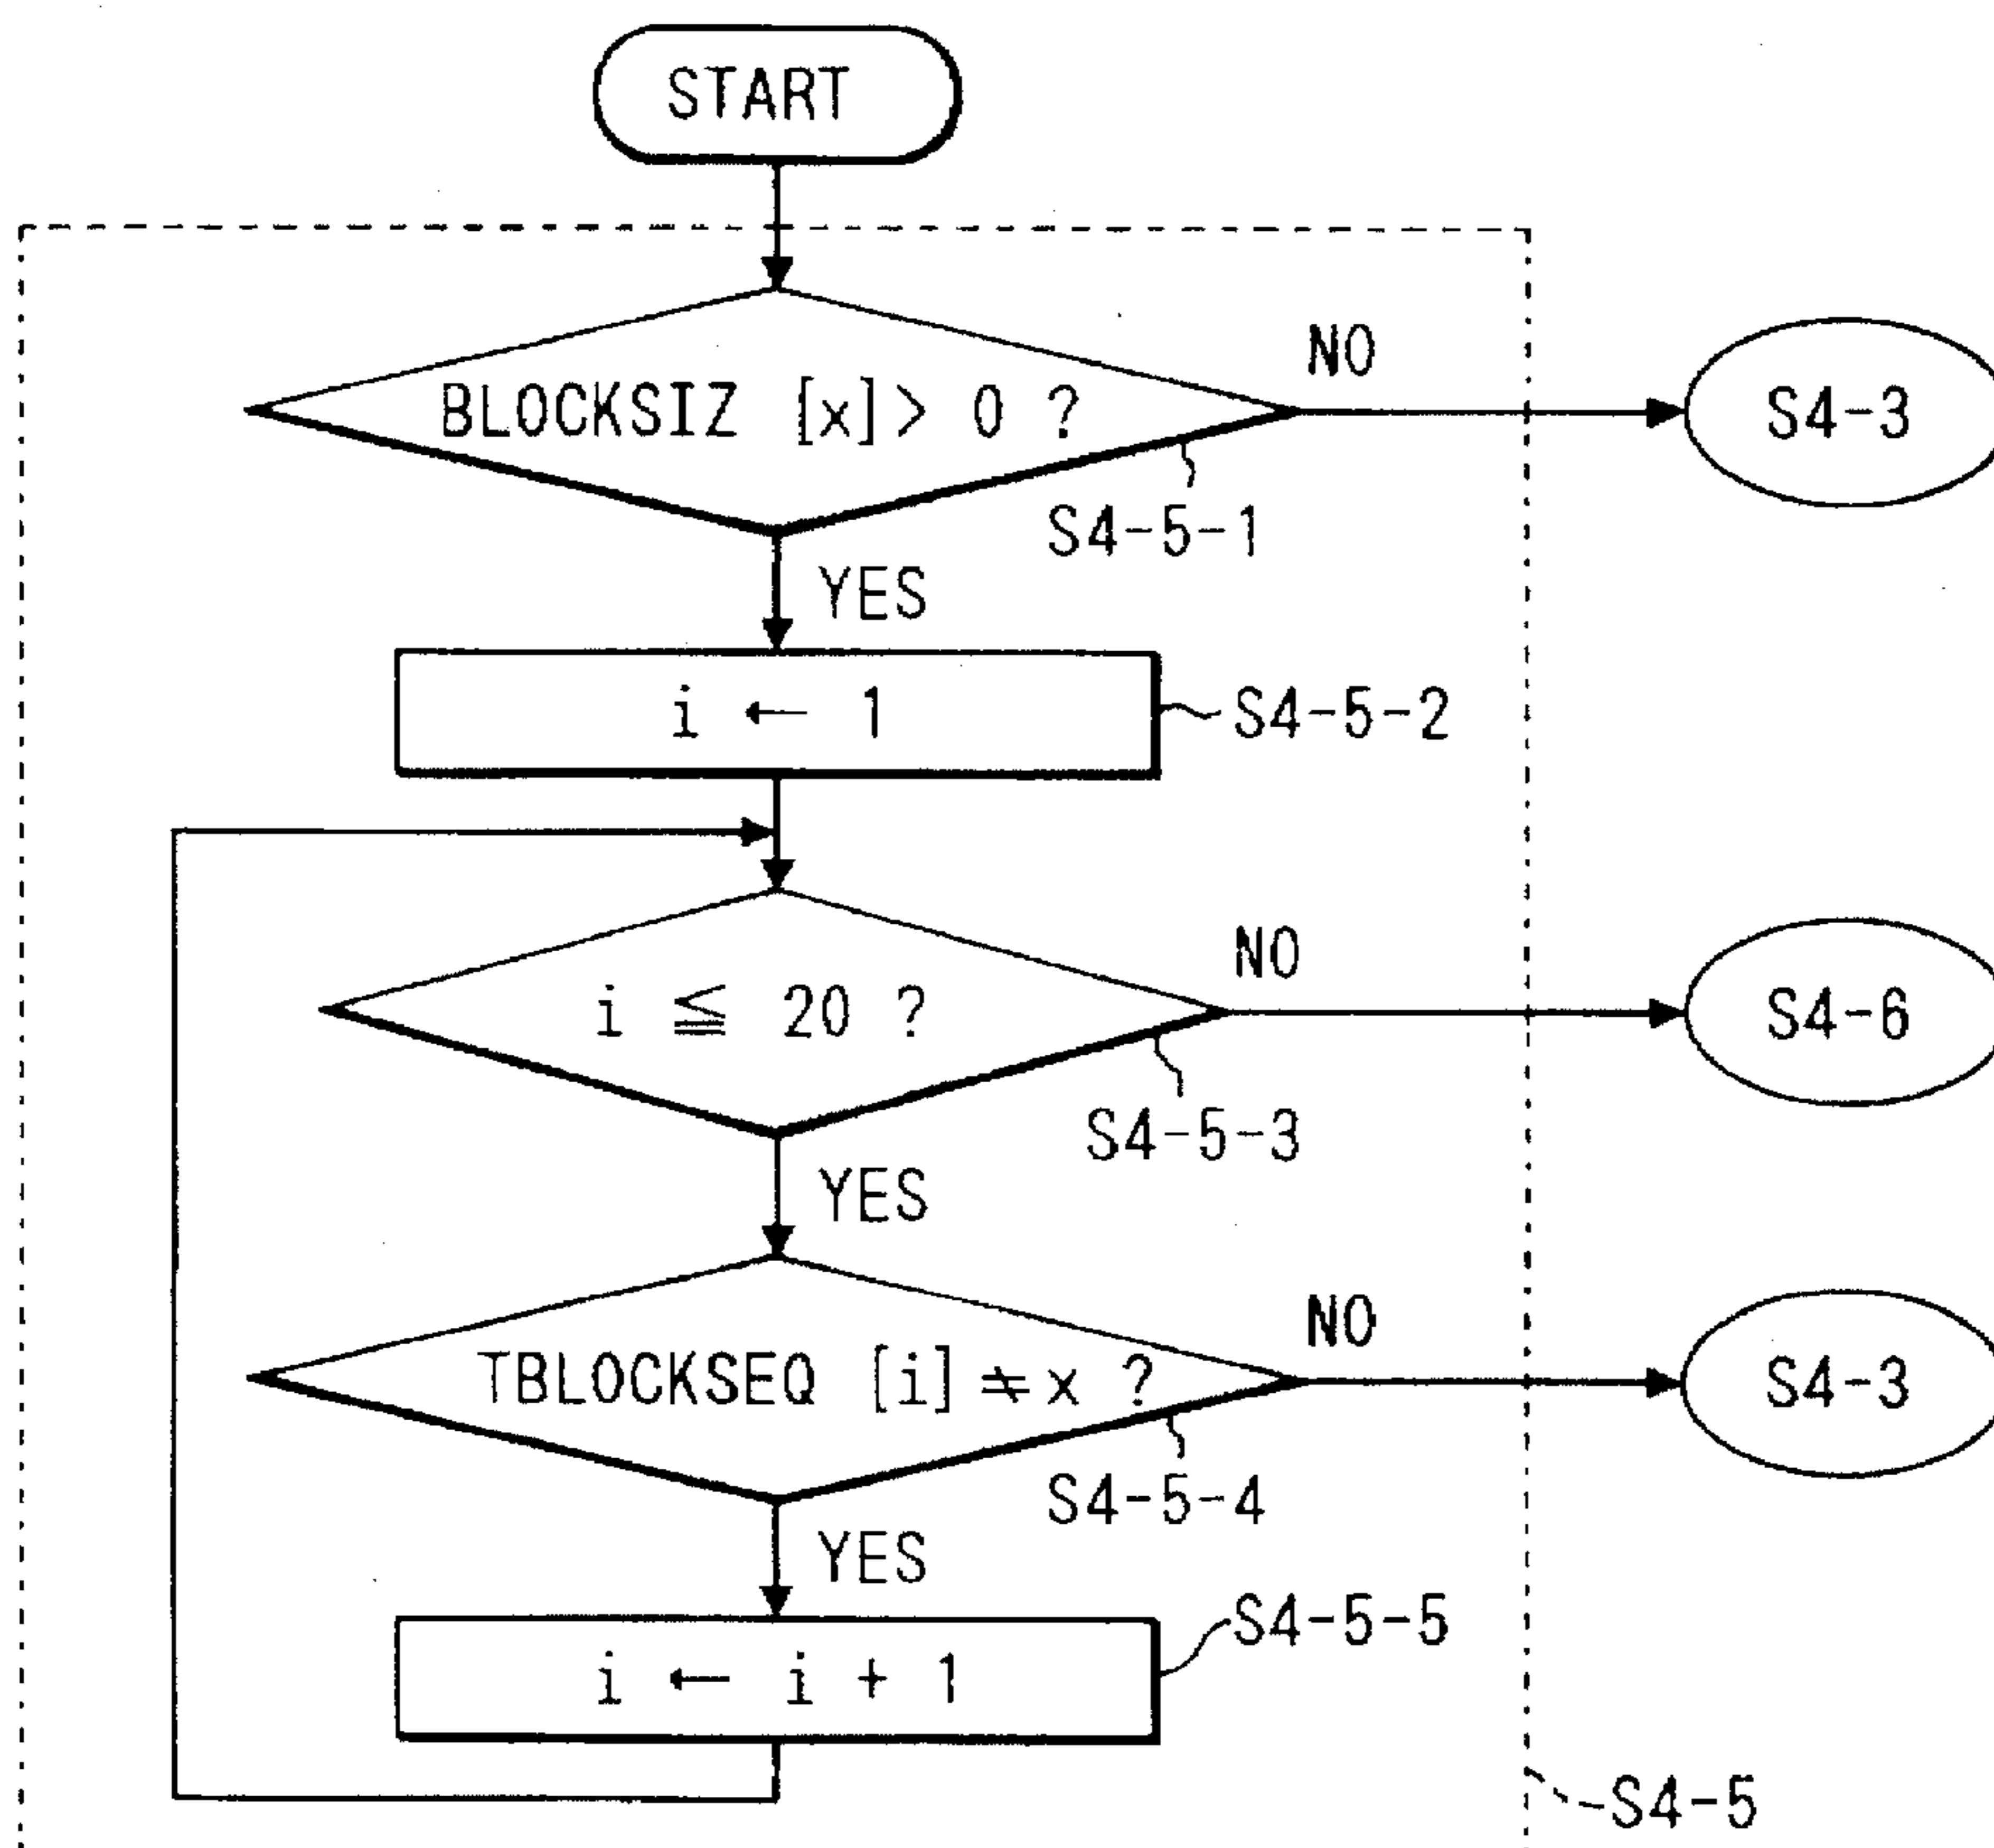 START
BLOCKSIZ [x] > 0 ?
NO
S4-3
S4-5-1
YES
i ← 1
S4-5-2
i ≦ 20 ?
NO
S4-6
S4-5-3
YES
TBLOCKSEQ [i] ≠ x ?
NO
S4-3
S4-5-4
YES
S4-5-5
i ← i + 1
S4-5